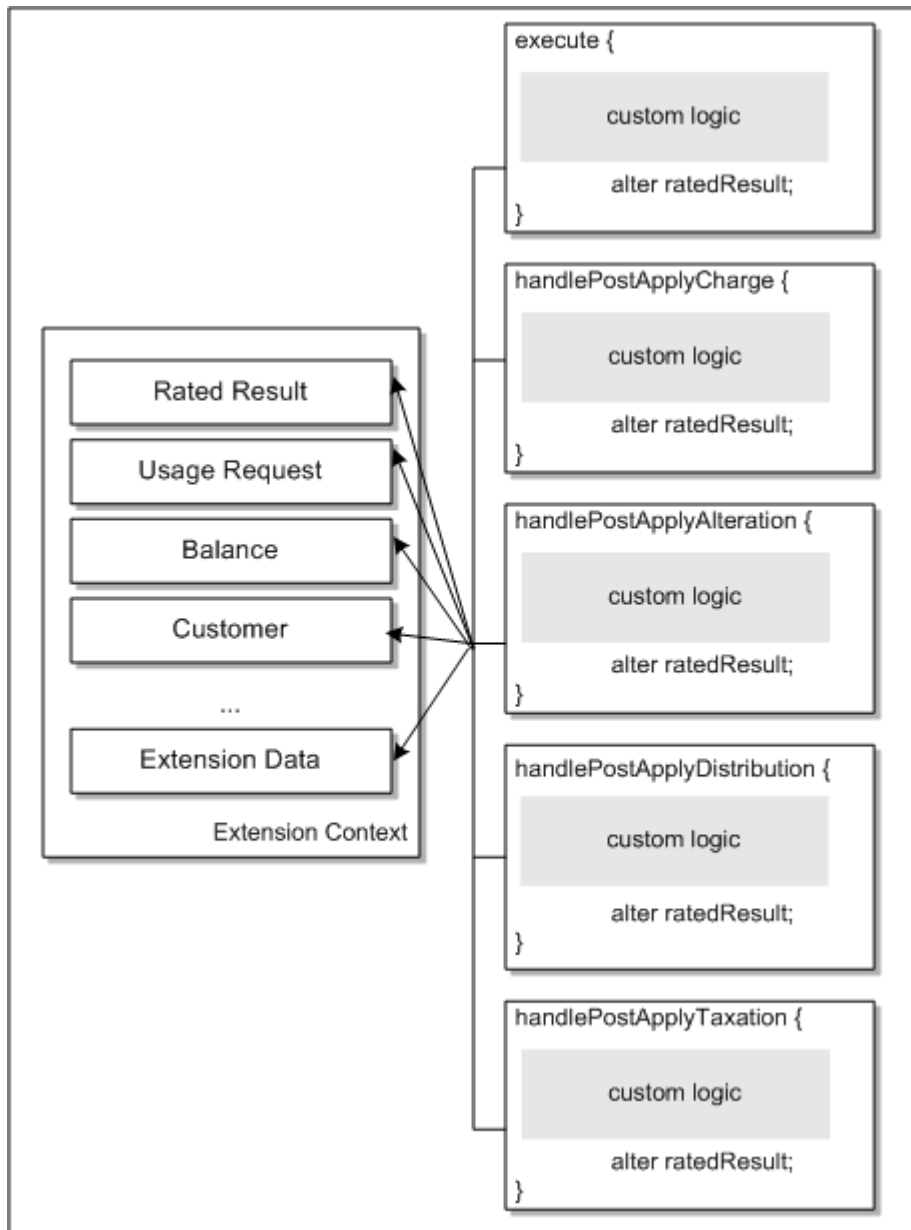 execute {
custom logic
alter ratedResult;
}
handlePostApplyCharge {
custom logic
alter ratedResult;
}
Rated Result
Usage Request
Balance
Customer
...
Extension Data
Extension Context
handlePostApplyAlteration {
custom logic
alter ratedResult;
}
handlePostApplyDistribution {
custom logic
alter ratedResult;
}
handlePostApplyTaxation {
custom logic
alter ratedResult;
}